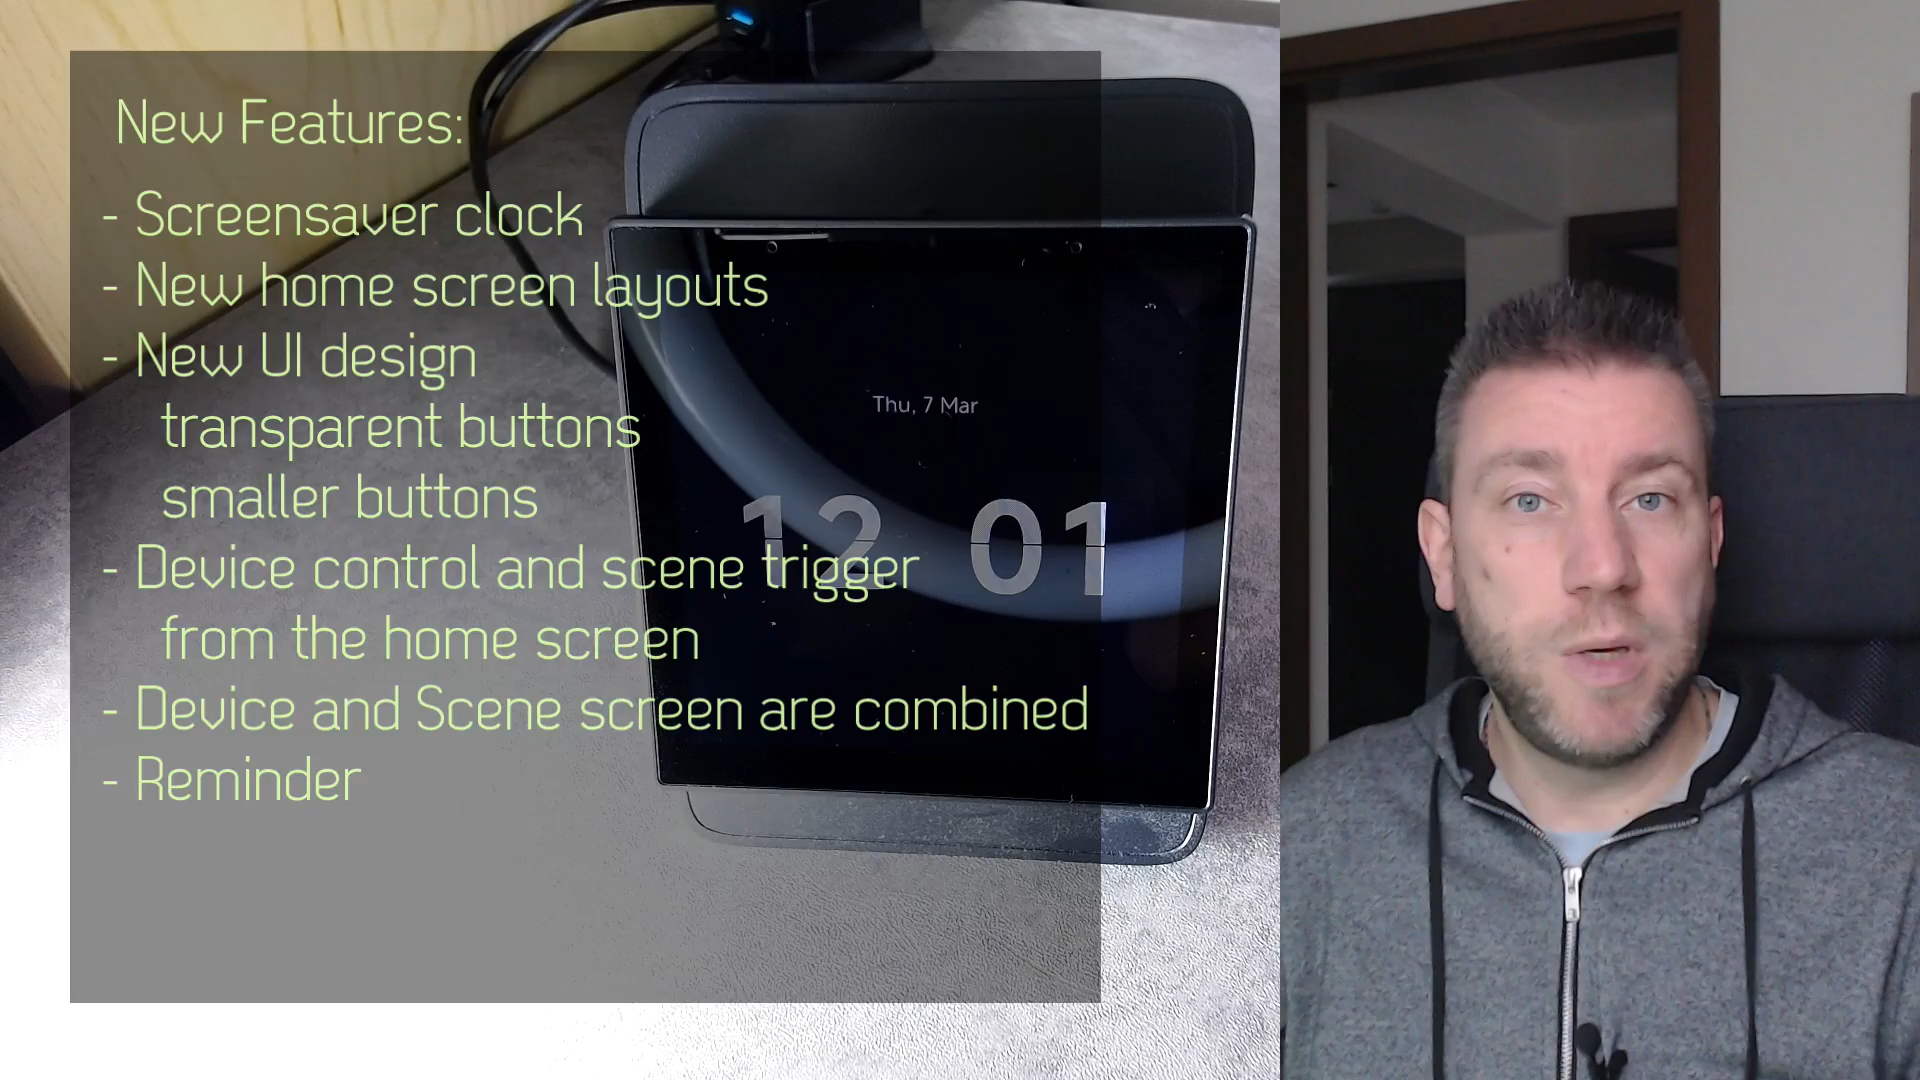 New Features:
- Screensaver clock
- New home screen layouts
- New UI design
transparent buttons
smaller buttons
- Device control and scene trigger
from the home screen
- Device and Scene screen are combined
- Reminder
Thu, 7 Mar
12 01